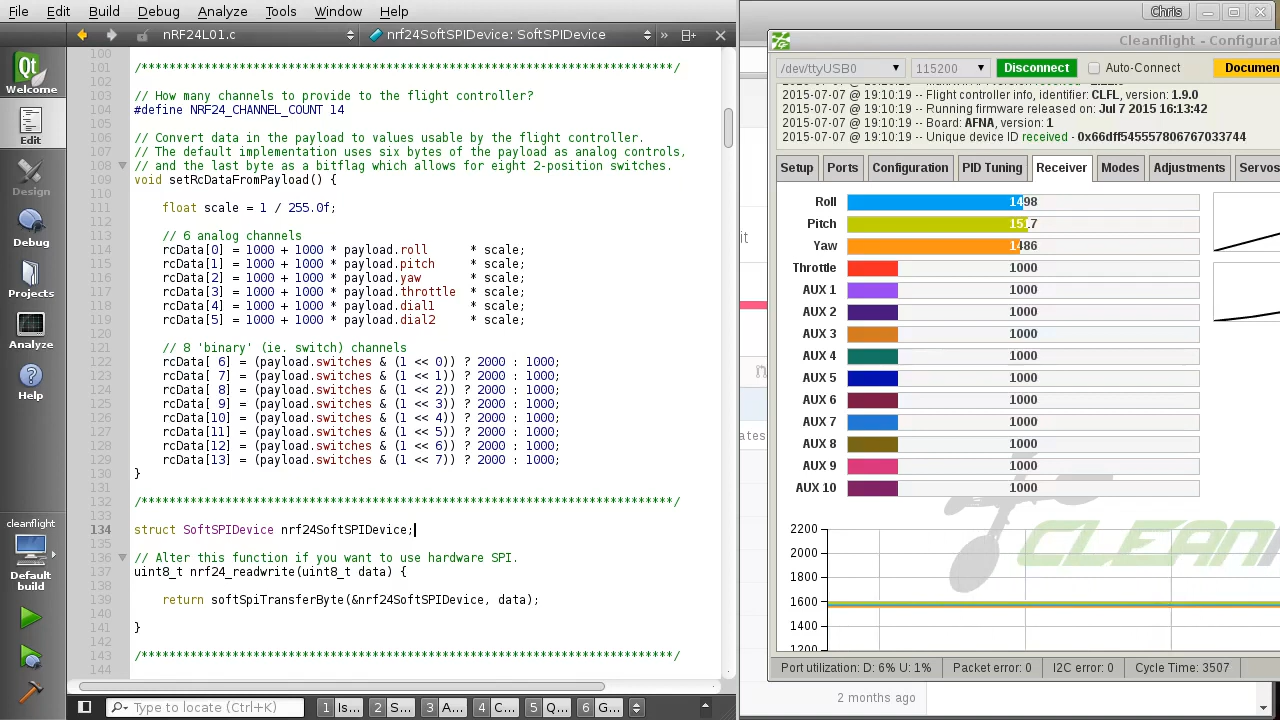 File Edit Build Debug Analyze Tools Window Help
nRF24L01.c
nrf24SoftSPIDevice: SoftSPIDevice
»
Qt
Welcome
Edit
Design
Debug
Projects
Analyze
Help
cleanflight
Default
build
100
101 /*****************************************************************************/
102
103 // How many channels to provide to the flight controller?
104 #define NRF24_CHANNEL_COUNT 14
105
106 // Convert data in the payload to values usable by the flight controller.
107 // The default implementation uses six bytes of the payload as analog controls,
108 // and the last byte as a bitflag which allows for eight 2-position switches.
109 void setRcDataFromPayload() {
110
111     float scale = 1 / 255.0f;
112
113     // 6 analog channels
114     rcData[0] = 1000 + 1000 * payload.roll      * scale;
115     rcData[1] = 1000 + 1000 * payload.pitch     * scale;
116     rcData[2] = 1000 + 1000 * payload.yaw       * scale;
117     rcData[3] = 1000 + 1000 * payload.throttle  * scale;
118     rcData[4] = 1000 + 1000 * payload.dial1     * scale;
119     rcData[5] = 1000 + 1000 * payload.dial2     * scale;
120
121     // 8 'binary' (ie. switch) channels
122     rcData[ 6] = (payload.switches & (1 << 0)) ? 2000 : 1000;
123     rcData[ 7] = (payload.switches & (1 << 1)) ? 2000 : 1000;
124     rcData[ 8] = (payload.switches & (1 << 2)) ? 2000 : 1000;
125     rcData[ 9] = (payload.switches & (1 << 3)) ? 2000 : 1000;
126     rcData[10] = (payload.switches & (1 << 4)) ? 2000 : 1000;
127     rcData[11] = (payload.switches & (1 << 5)) ? 2000 : 1000;
128     rcData[12] = (payload.switches & (1 << 6)) ? 2000 : 1000;
129     rcData[13] = (payload.switches & (1 << 7)) ? 2000 : 1000;
130 }
131
132 /*****************************************************************************/
133
134 struct SoftSPIDevice nrf24SoftSPIDevice;
135
136 // Alter this function if you want to use hardware SPI.
137 uint8_t nrf24_readwrite(uint8_t data) {
138
139     return softSpiTransferByte(&nrf24SoftSPIDevice, data);
140
141 }
142
143 /*****************************************************************************/
144
Type to locate (Ctrl+K)
1 Is... 2 S... 3 A... 4 C... 5 Q... 6 G...
Chris
Cleanflight - Configurat
/dev/ttyUSB0 115200 Disconnect Auto-Connect Documen
2015-07-07 @ 19:10:19 -- Flight controller info, identifier: CLFL, version: 1.9.0
2015-07-07 @ 19:10:19 -- Running firmware released on: Jul 7 2015 16:13:42
2015-07-07 @ 19:10:19 -- Board: AFNA, version: 1
2015-07-07 @ 19:10:19 -- Unique device ID received - 0x66dff545557806767033744
Setup Ports Configuration PID Tuning Receiver Modes Adjustments Servos
Roll 1498
Pitch 1517
Yaw 1486
Throttle 1000
AUX 1 1000
AUX 2 1000
AUX 3 1000
AUX 4 1000
AUX 5 1000
AUX 6 1000
AUX 7 1000
AUX 8 1000
AUX 9 1000
AUX 10 1000
CLEAN
2200
2000
1800
1600
1400
1200
Port utilization: D: 6% U: 1% Packet error: 0 I2C error: 0 Cycle Time: 3507
it
ates
2 months ago